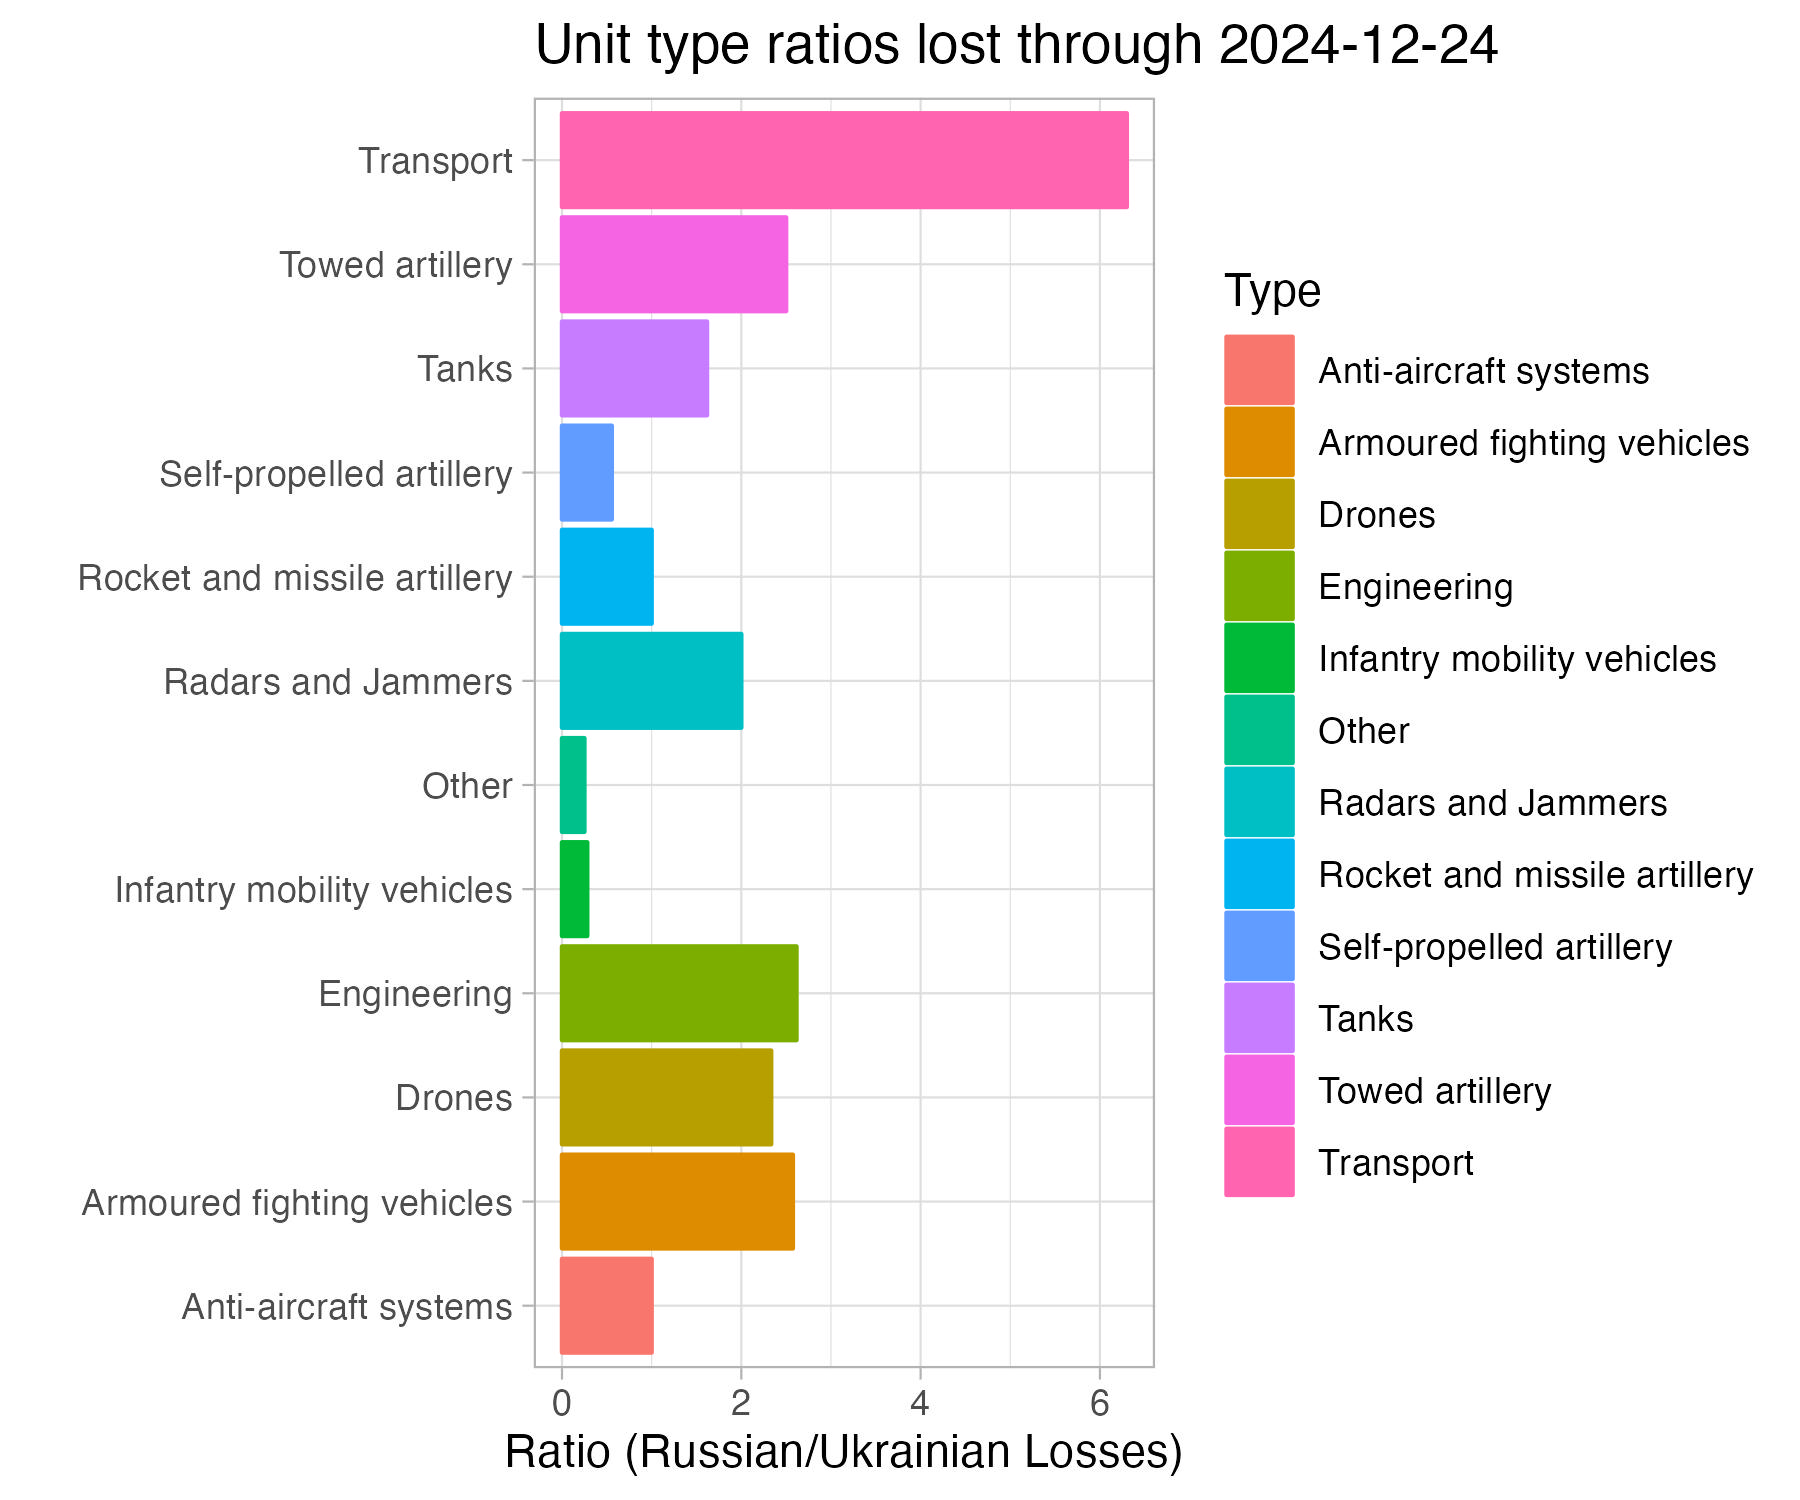 Unit type ratios lost through 2024-12-24
Transport
Towed artillery
Tanks
Self-propelled artillery
Rocket and missile artillery
Radars and Jammers
Other
Infantry mobility vehicles
Engineering
Drones
Armoured fighting vehicles
Anti-aircraft systems
0 2 4 6
Ratio (Russian/Ukrainian Losses)
Type
Anti-aircraft systems
Armoured fighting vehicles
Drones
Engineering
Infantry mobility vehicles
Other
Radars and Jammers
Rocket and missile artillery
Self-propelled artillery
Tanks
Towed artillery
Transport